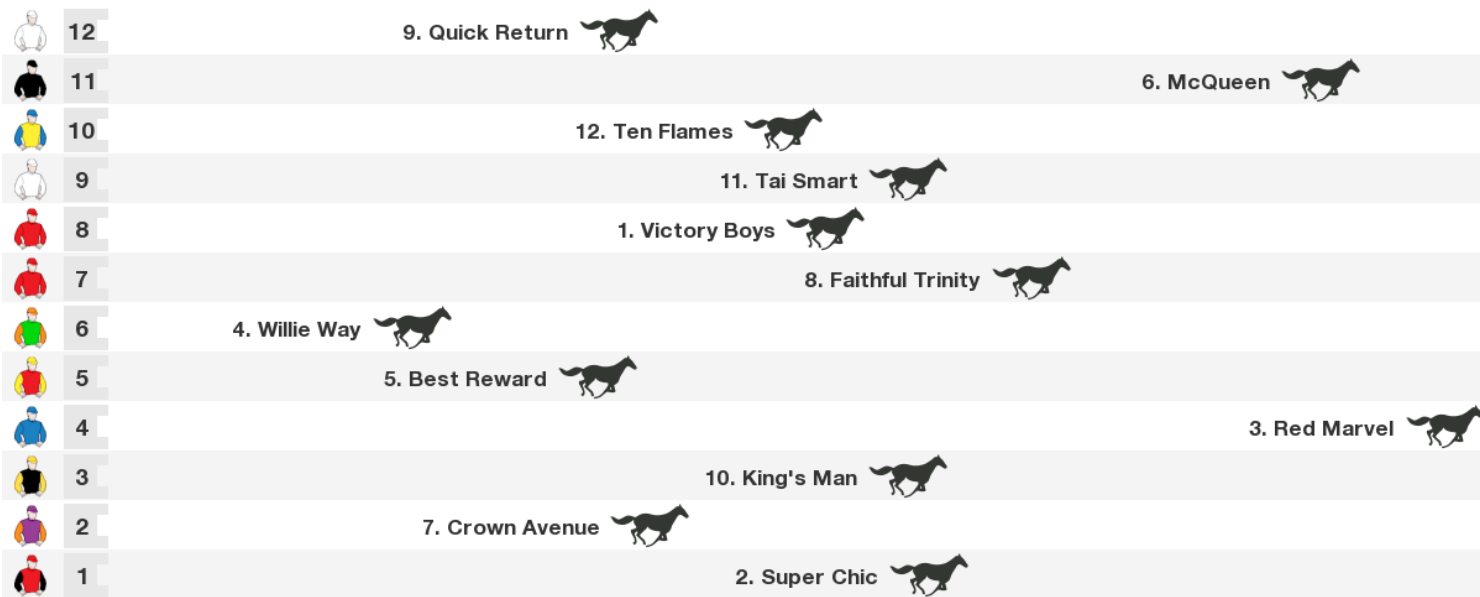 12 9. Quick Return
11 6. McQueen
10 12. Ten Flames
9 11. Tai Smart
8 1. Victory Boys
7 8. Faithful Trinity
6 4. Willie Way
5 5. Best Reward
4 3. Red Marvel
3 10. King's Man
2 7. Crown Avenue
1 2. Super Chic